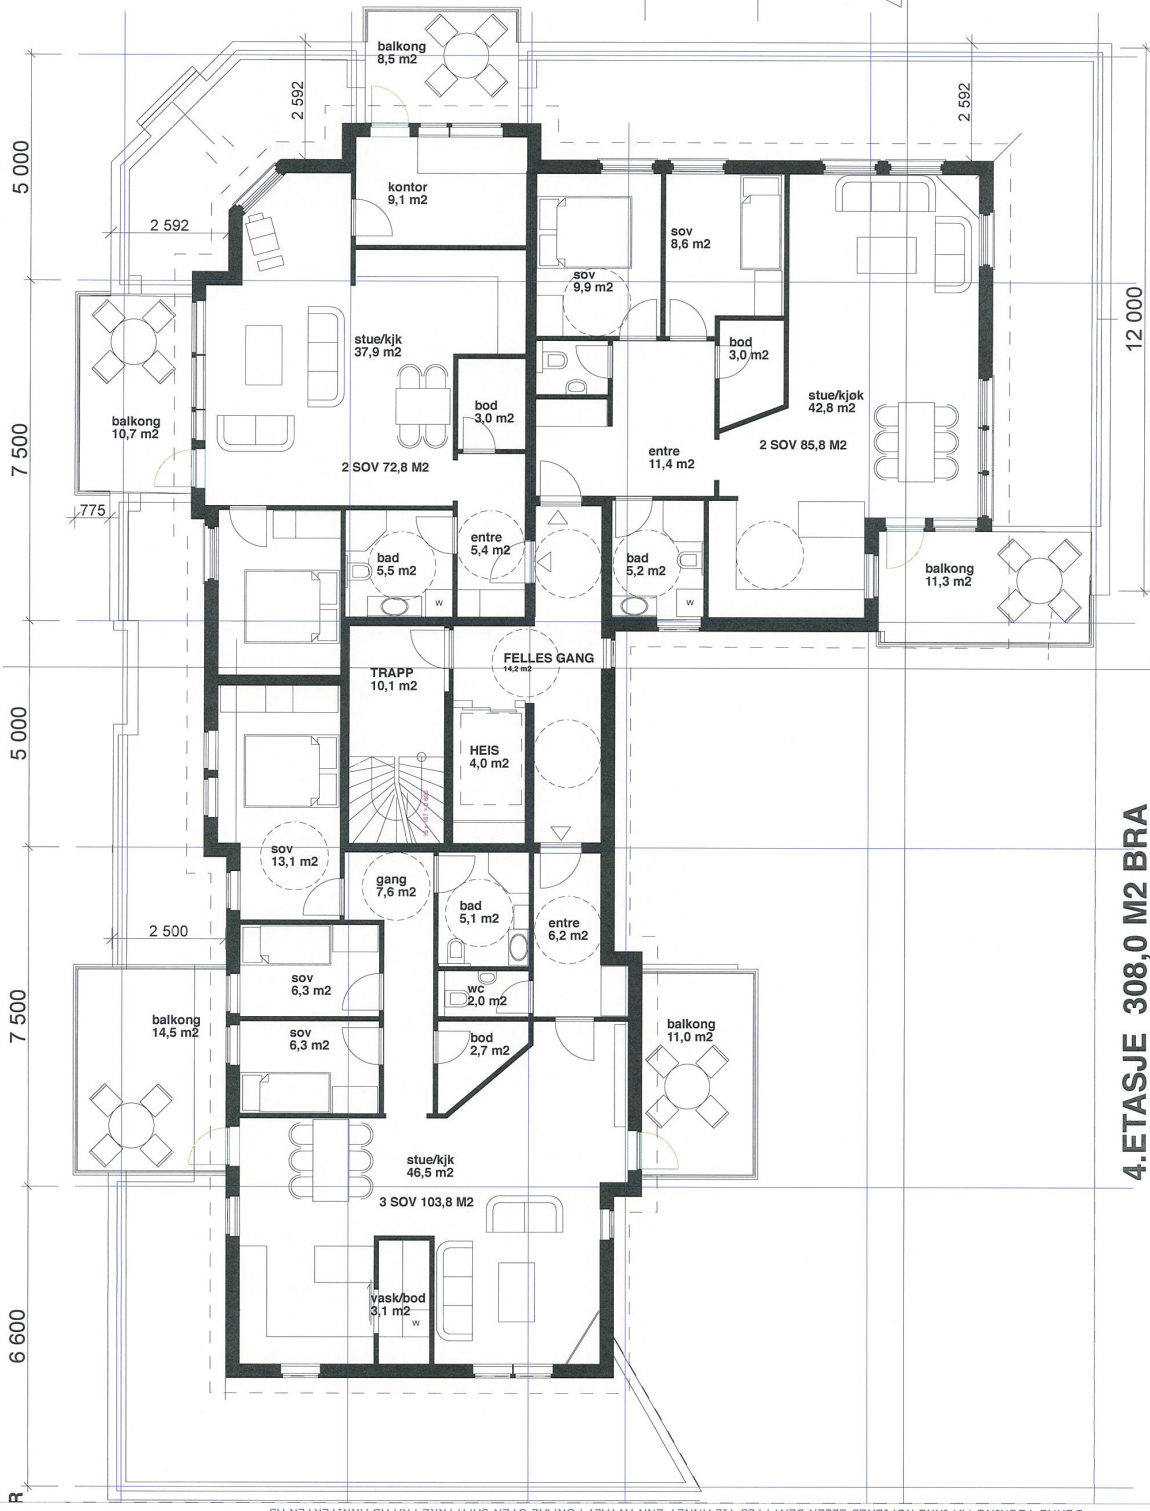 balkong
8,5 m2
2 592
2 592
5 000
kontor
9,1 m2
2 592
sov
8,6 m2
sov
9,9 m2
12 000
stue/kjk
37,9 m2
bod
3,0 m2
balkong
10,7 m2
bod
3,0 m2
stue/kjøk
42,8 m2
7 500
2 SOV 72,8 M2
entre
11,4 m2
2 SOV 85,8 M2
775
bad
5,5 m2
entre
5,4 m2
bad
5,2 m2
balkong
11,3 m2
W
W
TRAPP
10,1 m2
FELLES GANG
14,2 m2
5 000
HEIS
4,0 m2
sov
13,1 m2
gang
7,6 m2
bad
5,1 m2
entre
6,2 m2
2 500
sov
6,3 m2
wc
2,0 m2
balkong
14,5 m2
sov
6,3 m2
bod
2,7 m2
balkong
11,0 m2
7 500
4.ETASJE 308,0 M2 BRA
stue/kjk
46,5 m2
3 SOV 103,8 M2
vask/bod
3,1 m2
W
6 600
R